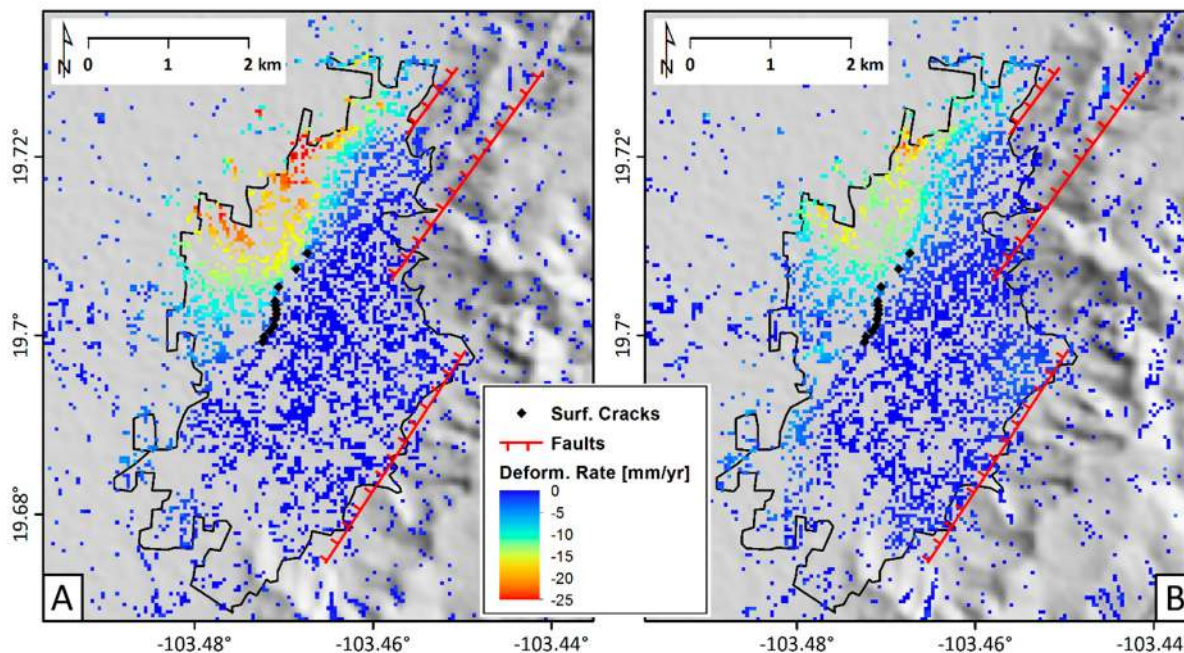 N
0 1 2 km
N
0 1 2 km
19.72°
19.7°
19.68°
19.72°
19.7°
19.68°
Surf. Cracks
Faults
Deform. Rate [mm/yr]
0
-5
-10
-15
-20
-25
A
B
-103.48° -103.46° -103.44°
-103.48° -103.46° -103.44°